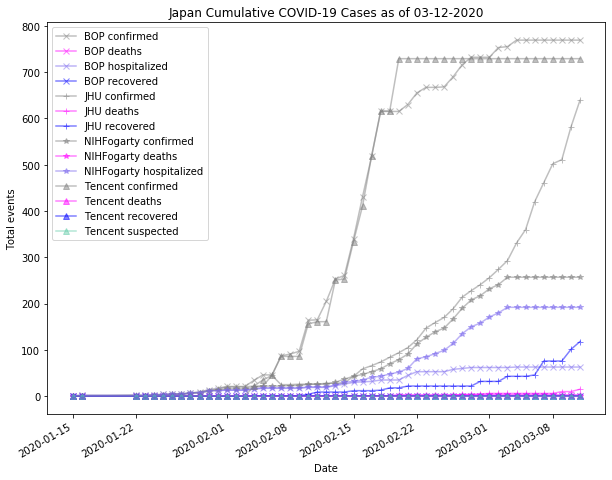 Japan Cumulative COVID-19 Cases as of 03-12-2020
BOP confirmed
BOP deaths
BOP hospitalized
BOP recovered
JHU confirmed
JHU deaths
JHU recovered
NIHFogarty confirmed
NIHFogarty deaths
NIHFogarty hospitalized
Tencent confirmed
Tencent deaths
Tencent recovered
Tencent suspected
Total events
800
700
600
500
400
300
200
100
0
2020-01-15
2020-01-22
2020-02-01
2020-02-08
2020-02-15
2020-02-22
2020-03-01
2020-03-08
Date